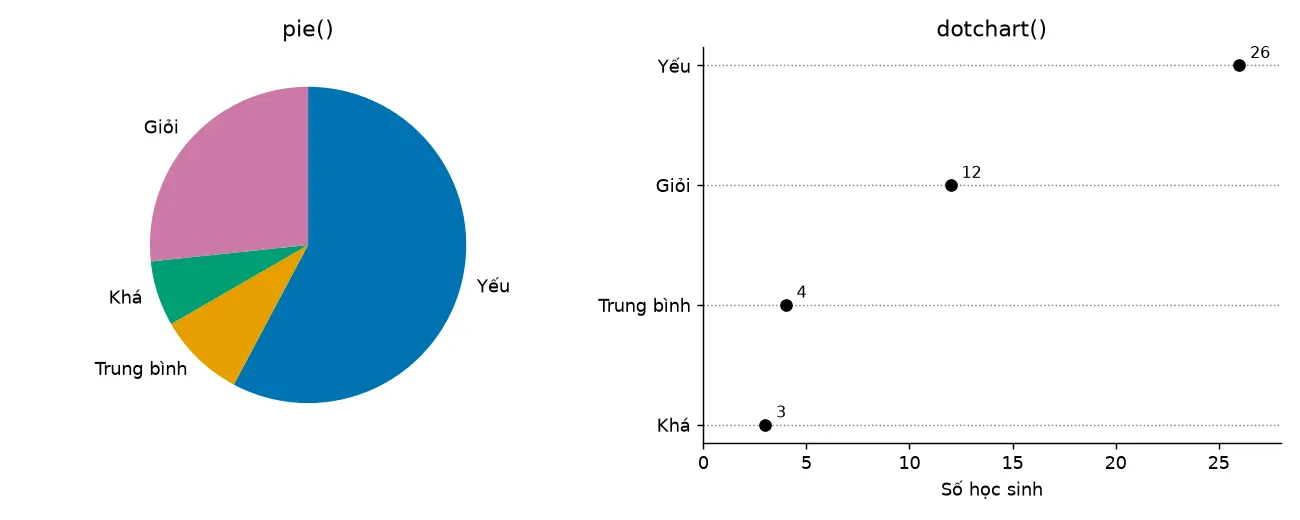 pie()
Giỏi
Yếu
Khá
Trung bình
dotchart()
Yếu
26
Giỏi
12
Trung bình
4
Khá
3
0 5 10 15 20 25
Số học sinh